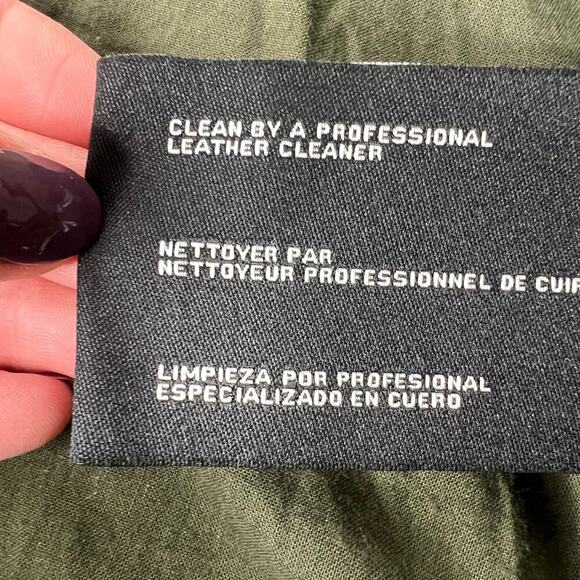 CLEAN BY A PROFESSIONAL
LEATHER CLEANER
NETTOYER PAR
NETTOYEUR PROFESSIONNEL DE CUIR
LIMPIEZA POR PROFESIONAL
ESPECIALIZADO EN CUERO